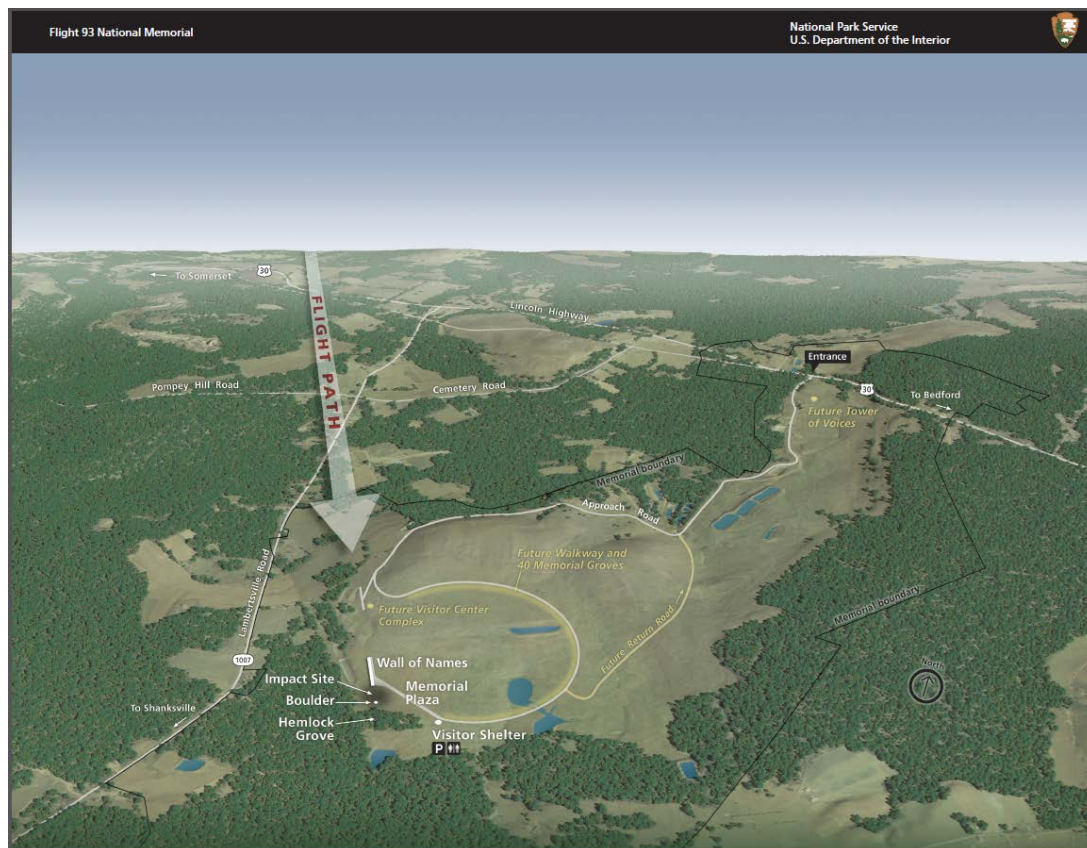 Flight 93 National Memorial
National Park Service
U.S. Department of the Interior
To Somerset
30
FLIGHT PATH
Lincoln Highway
Entrance
Pompey Hill Road
Cemetery Road
30
To Bedford
Future Tower
of Voices
Memorial boundary
Approach Road
Future Walkway and
40 Memorial Groves
Lambertsville Road
Future Visitor Center
Complex
Memorial boundary
Future Return Road
1007
Wall of Names
North
Impact Site
Memorial
Plaza
Boulder
To Shanksville
Hemlock
Grove
Visitor Shelter
P